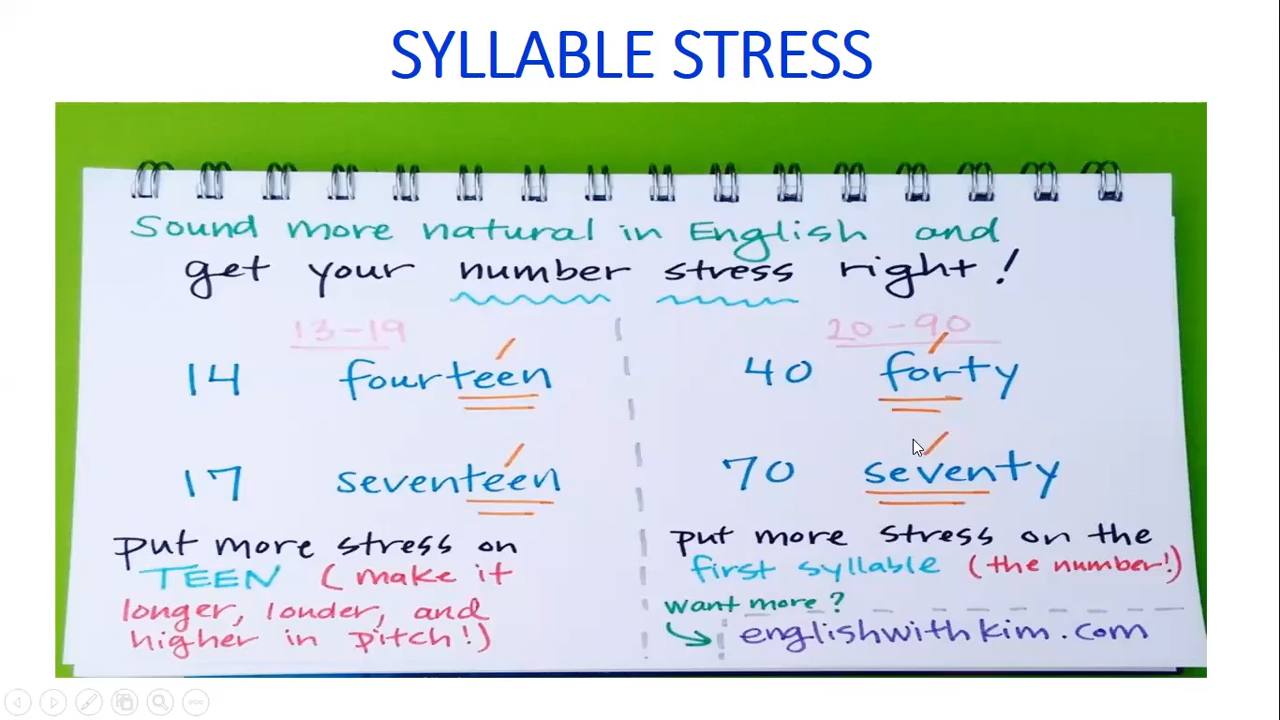 SYLLABLE STRESS
Sound more natural in English and
get your number stress right!
13-19
14 fourteen
17 seventeen
put more stress on
TEEN (make it
longer, louder, and
higher in pitch!)
20-90
40 forty
70 seventy
put more stress on the
first syllable (the number!)
want more?
englishwithkim.com